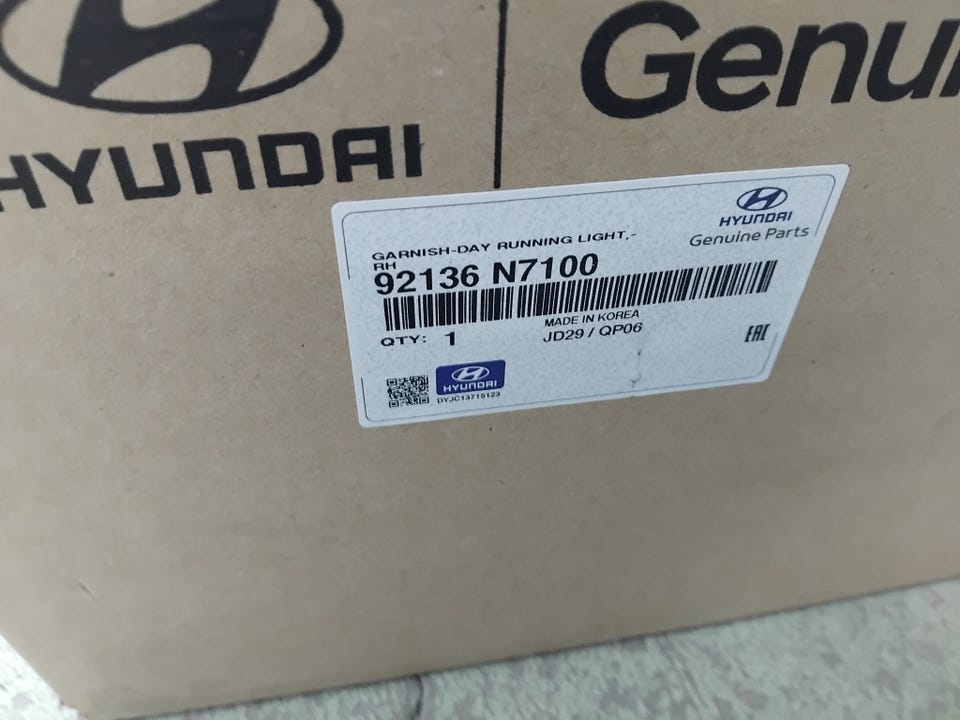 HYUNDAI
Genui
HYUNDAI
Genuine Parts
GARNISH-DAY RUNNING LIGHT,-
RH
92136 N7100
MADE IN KOREA
QTY: 1
JD29 / QP06
EAC
HYUNDAI
DYJC13715123